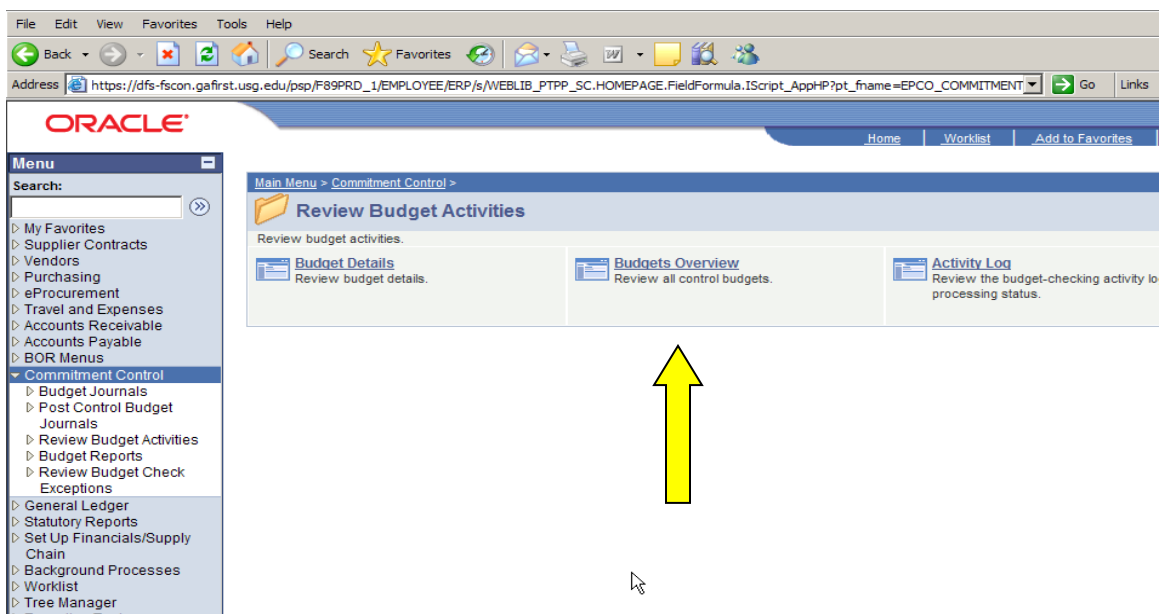 File Edit View Favorites Tools Help
Back Search Favorites
Address https://dfs-fscon.gafirst.usg.edu/psp/F89PRD_1/EMPLOYEE/ERP/s/WEBLIB_PTPP_SC.HOMEPAGE.FieldFormula.IScript_AppHP?pt_fname=EPCO_COMMITMENT Go Links
ORACLE
Home Worklist Add to Favorites
Menu
Search:
My Favorites
Supplier Contracts
Vendors
Purchasing
eProcurement
Travel and Expenses
Accounts Receivable
Accounts Payable
BOR Menus
Commitment Control
Budget Journals
Post Control Budget
Journals
Review Budget Activities
Budget Reports
Review Budget Check
Exceptions
General Ledger
Statutory Reports
Set Up Financials/Supply
Chain
Background Processes
Worklist
Tree Manager
Main Menu > Commitment Control >
Review Budget Activities
Review budget activities.
Budget Details
Review budget details.
Budgets Overview
Review all control budgets.
Activity Log
Review the budget-checking activity lo
processing status.